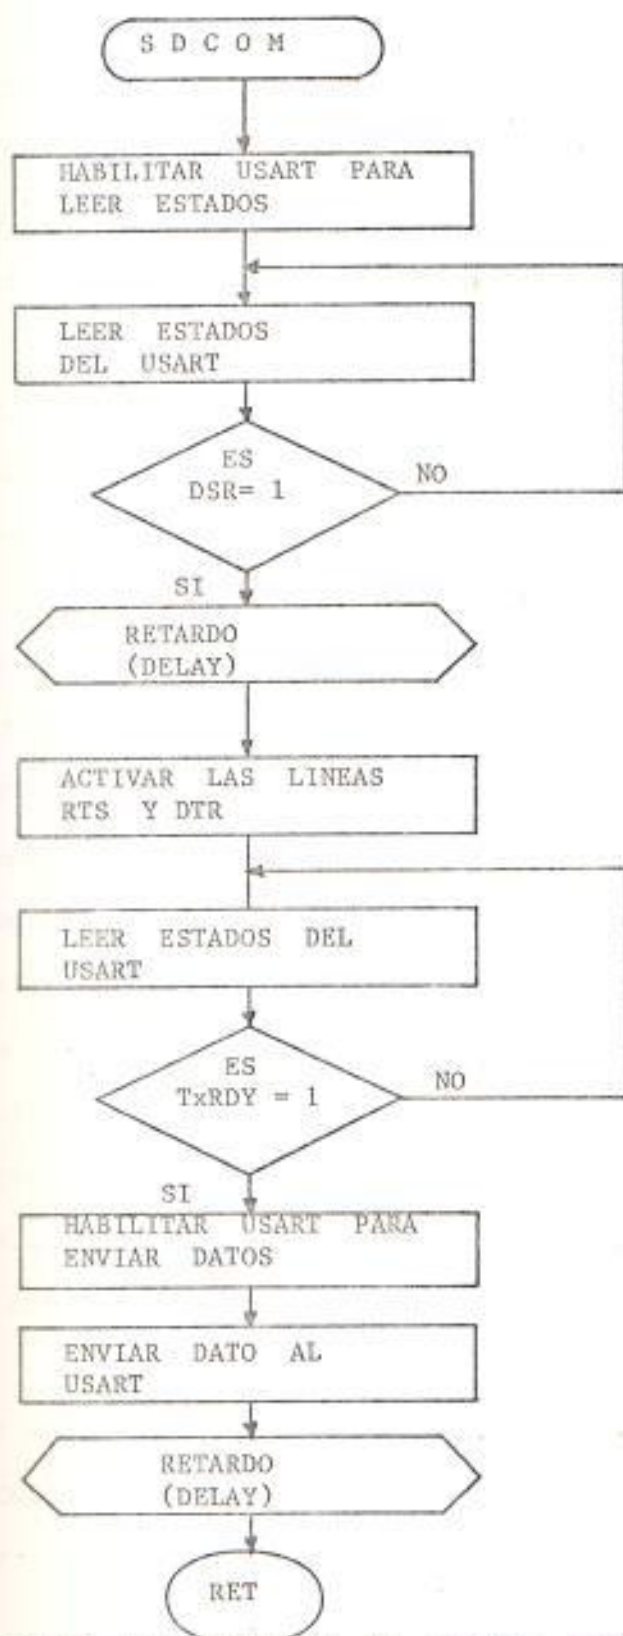 S D C O M
HABILITAR USART PARA
LEER ESTADOS
LEER ESTADOS
DEL USART
ES
DSR= 1
NO
SI
RETARDO
(DELAY)
ACTIVAR LAS LINEAS
RTS Y DTR
LEER ESTADOS DEL
USART
ES
TxRDY = 1
NO
SI
HABILITAR USART PARA
ENVIAR DATOS
ENVIAR DATO AL
USART
RETARDO
(DELAY)
RET